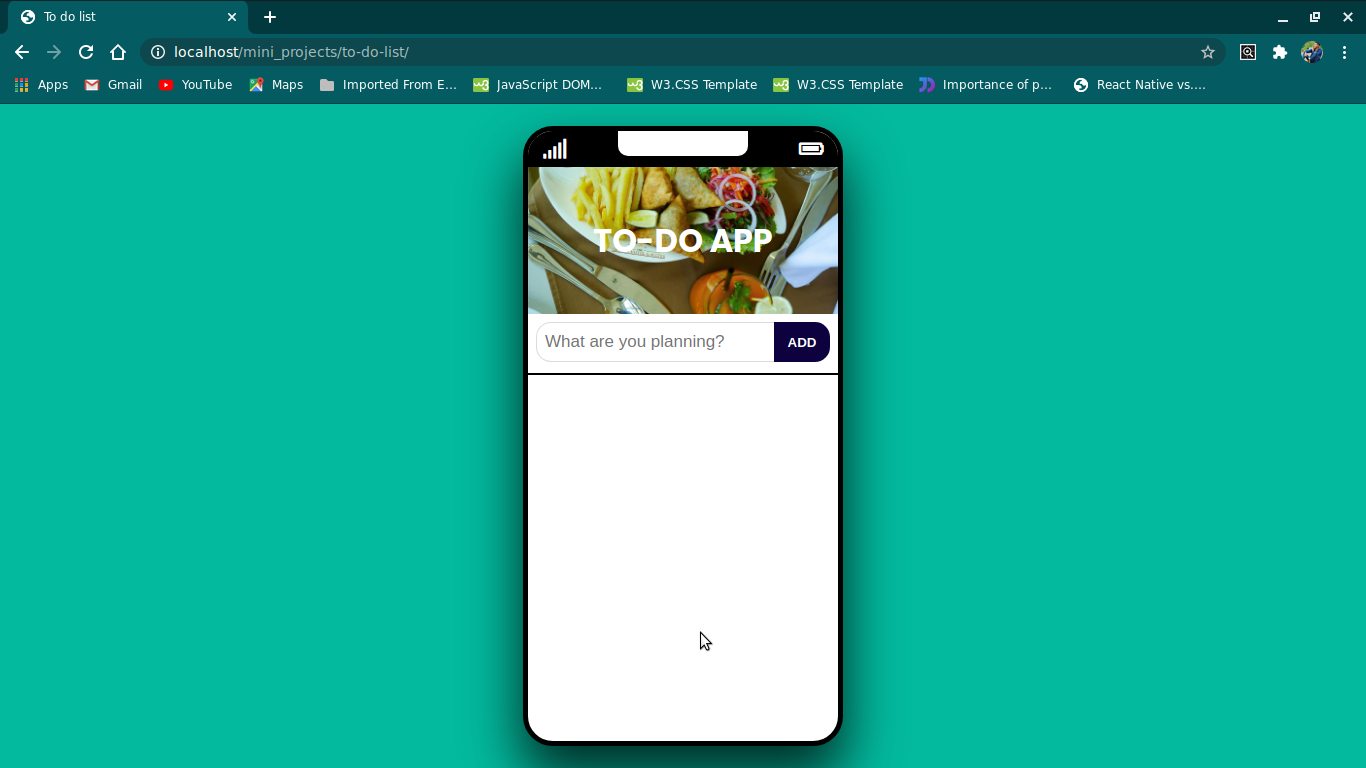 To do list
localhost/mini_projects/to-do-list/
Apps Gmail YouTube Maps Imported From E... JavaScript DOM... W3.CSS Template W3.CSS Template Importance of p... React Native vs....
TO-DO APP
What are you planning? ADD